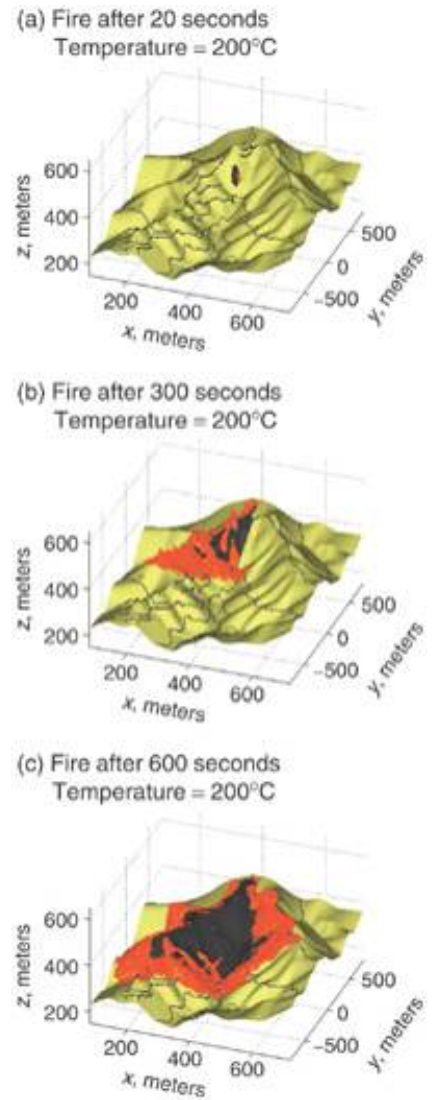 (a) Fire after 20 seconds
Temperature = 200°C
600
400
200
z, meters
200
400
600
x, meters
500
0
−500
y, meters
(b) Fire after 300 seconds
Temperature = 200°C
600
400
200
z, meters
200
400
600
x, meters
500
0
−500
y, meters
(c) Fire after 600 seconds
Temperature = 200°C
600
400
200
z, meters
200
400
600
x, meters
500
0
−500
y, meters